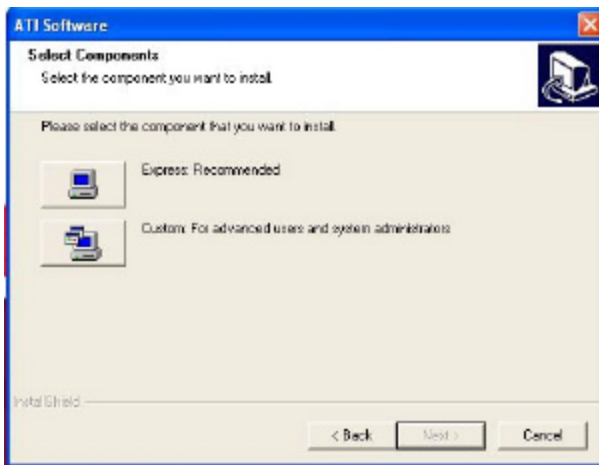 ATI Software
Select Components
Select the component you want to install.
Please select the component that you want to install.
Express: Recommended
Custom: For advanced users and system administrators
InstallShield
< Back
Next >
Cancel